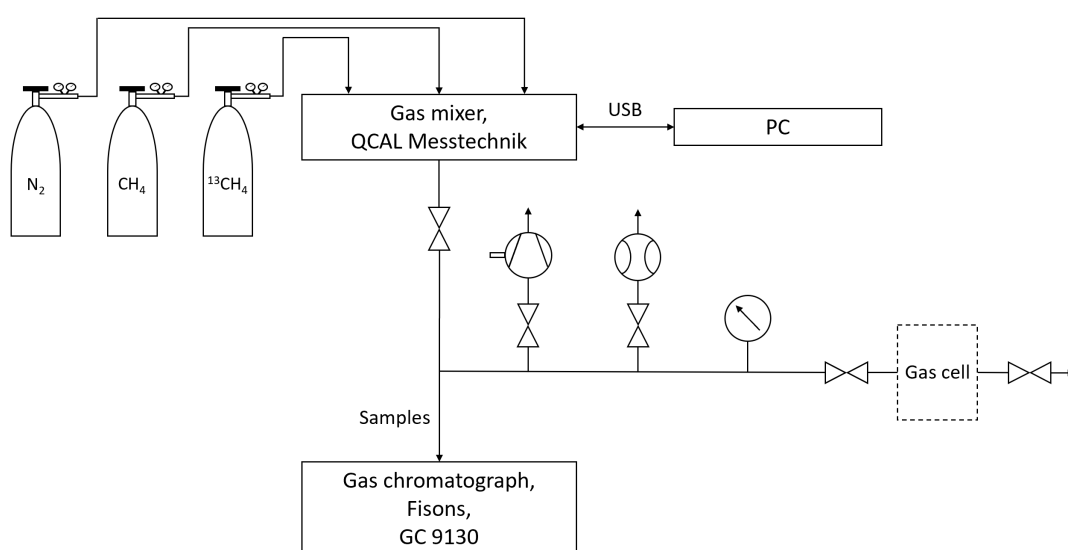 Gas mixer,
QCAL Messtechnik
USB
PC
N₂
CH₄
¹³CH₄
Gas cell
Samples
Gas chromatograph,
Fisons,
GC 9130